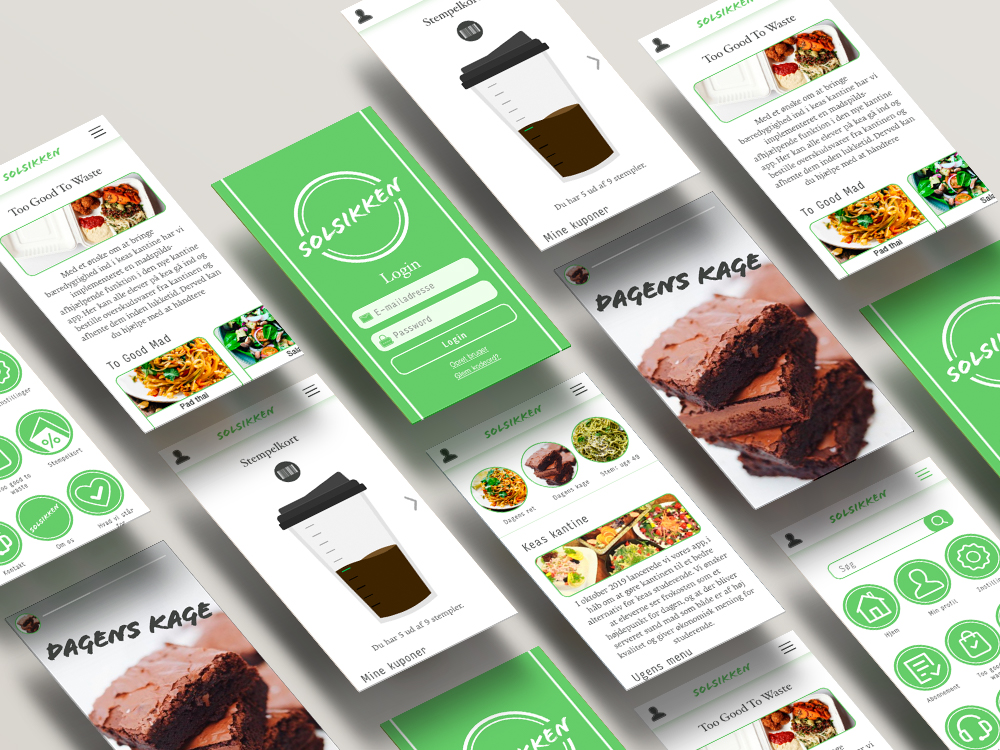 Stempelkort
Du har 5 ud af 9 stempler.
Mine kuponer
SOLSIKKEN
Too Good To Waste
Med et ønske om at bringe
bæredygtighed ind i keas kantine har vi
implementeret en madspilds-
afhjælpende funktion i den nye kantine
app. Her kan alle elever på kea gå ind og
bestille overskudsvarer fra kantinen og
afhente dem inden lukketid. Derved kan
du hjælpe med at håndtere
To Good Mad
Pad thai
SOLSIKKEN
Too Good To Waste
Med et ønske om at bringe
bæredygtighed ind i keas kantine har vi
implementeret en madspilds-
afhjælpende funktion i den nye kantine
app. Her kan alle elever på kea gå ind og
bestille overskudsvarer fra kantinen og
afhente dem inden lukketid. Derved kan
du hjælpe med at håndtere
To Good Mad
Pad thai
SOLSIKKEN
Login
E-mailadresse
Password
Login
Opret bruger
Glemt kodeord?
DAGENS KAGE
Stempelkort
Too good to
waste
SOLSIKKEN
Hvad vi står
Om os
Kontakt
SOLSIKKEN
Stempelkort
Du har 5 ud af 9 stempler.
Mine kuponer
SOLSIKKEN
Dagens ret
Dagens kage
Stem: uge 49
Keas kantine
I oktober 2019 lancerede vi vores app, i
håb om at gøre kantinen til et bedre
alternativ for keas studerende. Vi ønsker
at eleverne ser frokosten som et
højdepunkt for dagen, og at der bliver
serveret sund mad som både er af høj
kvalitet og giver økonomisk mening for
studerende.
Ugens menu
SOLSIKKEN
Søg
Hjem
Min profil
Abonnement
DAGENS KAGE
SOLSIKKEN
SOLSIKKEN
Too Good To Waste